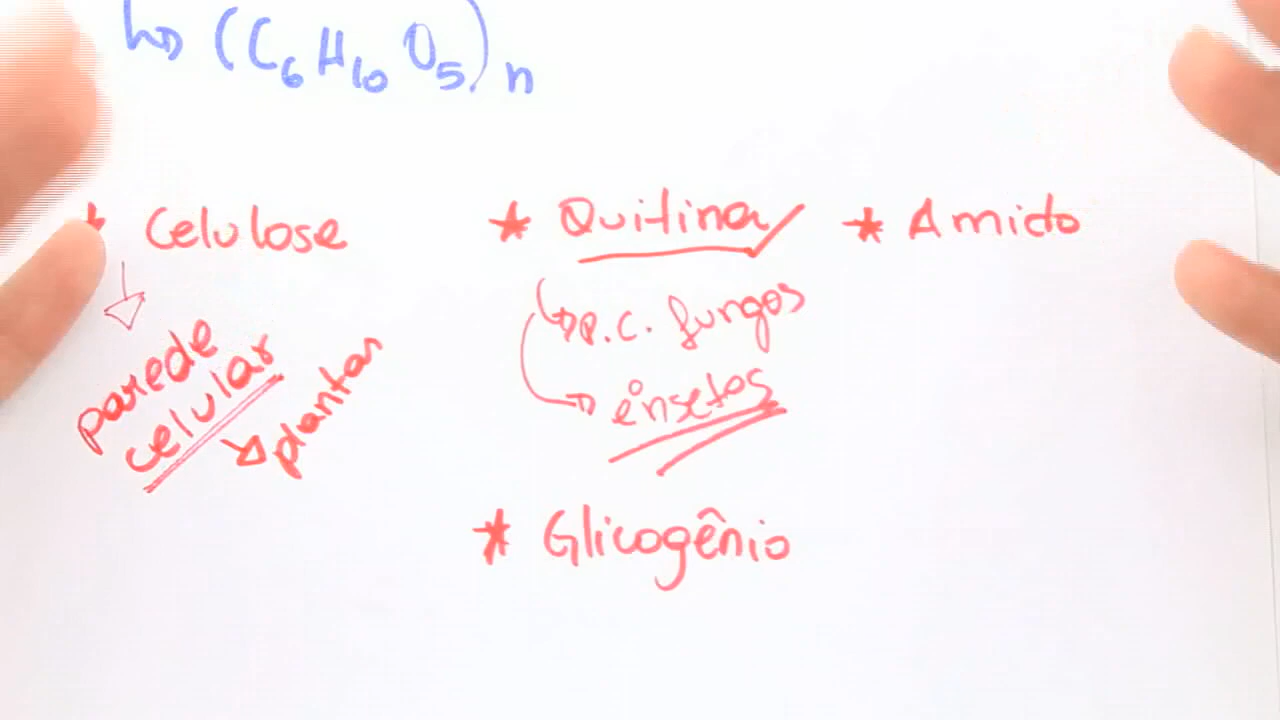 ↳ (C₆H₁₀O₅)n
* Celulose * Quitina * Amido
parede
celular
↘ plantas
↳ P.C. fungos
→ insetos
* Glicogênio